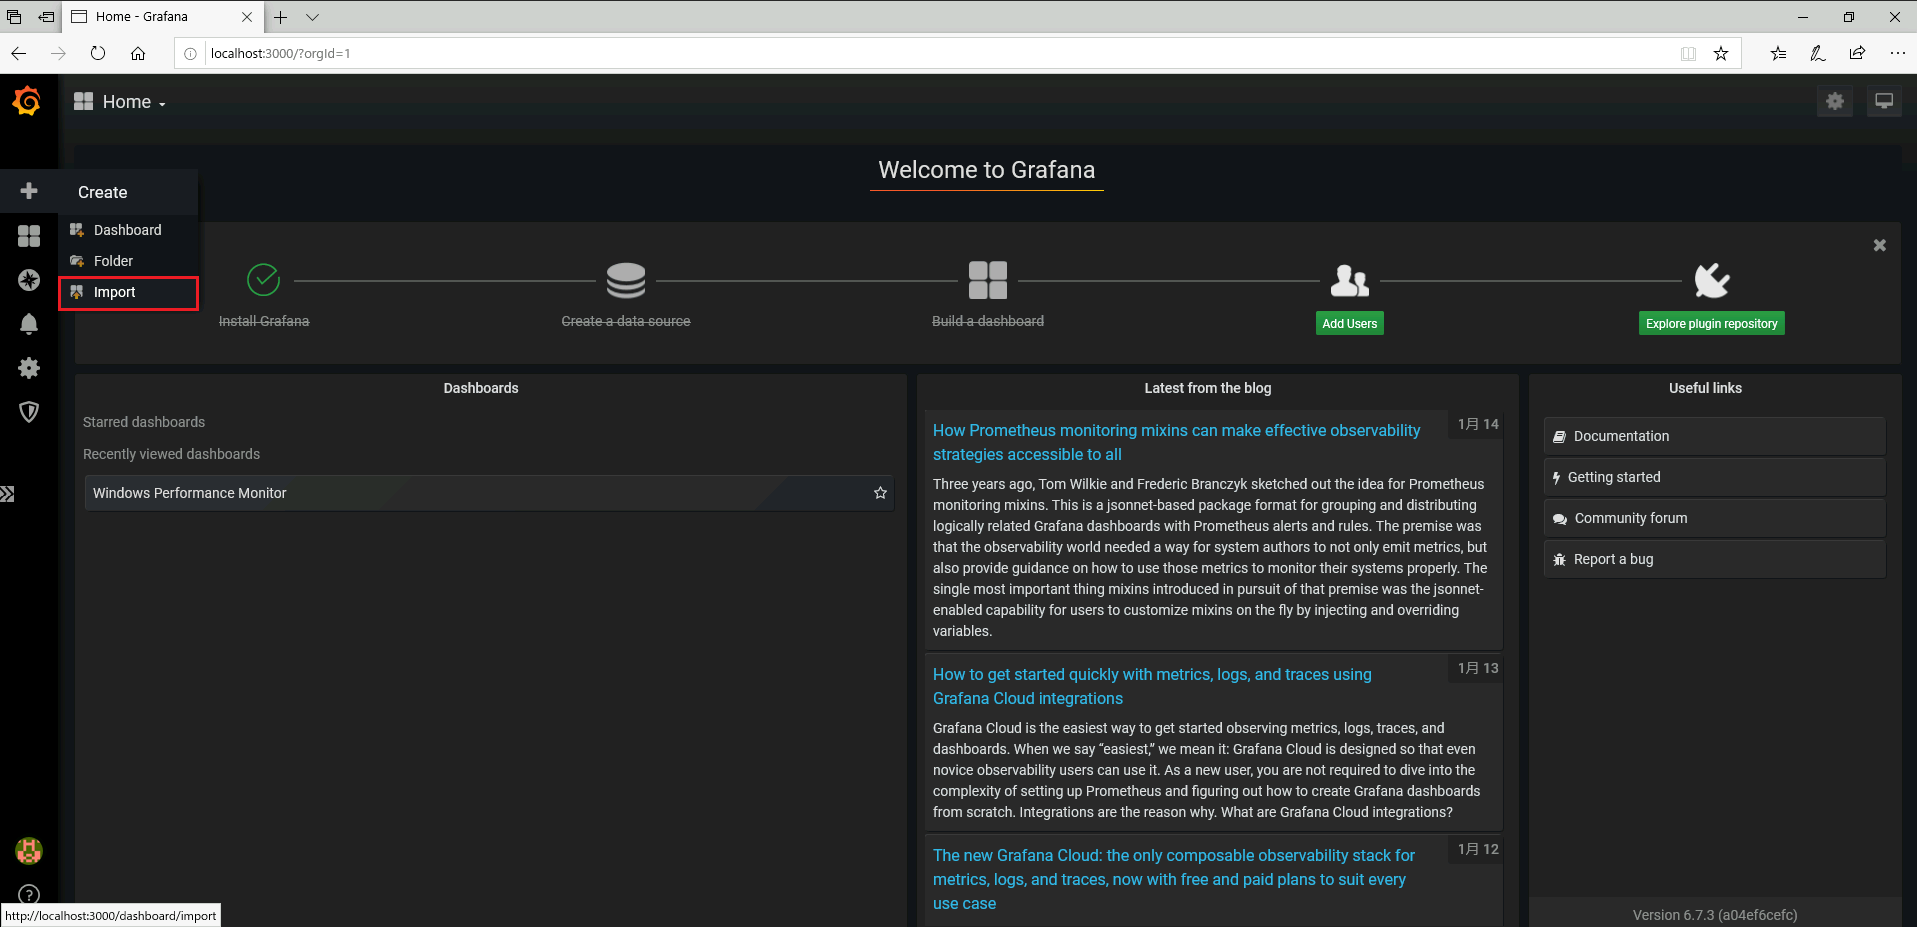 Home - Grafana
localhost:3000/?orgId=1
Home
Welcome to Grafana
Create
Dashboard
Folder
Import
Install Grafana
Create a data source
Build a dashboard
Add Users
Explore plugin repository
Dashboards
Starred dashboards
Recently viewed dashboards
Windows Performance Monitor
Latest from the blog
How Prometheus monitoring mixins can make effective observability
strategies accessible to all
1月 14
Three years ago, Tom Wilkie and Frederic Branczyk sketched out the idea for Prometheus
monitoring mixins. This is a jsonnet-based package format for grouping and distributing
logically related Grafana dashboards with Prometheus alerts and rules. The premise was
that the observability world needed a way for system authors to not only emit metrics, but
also provide guidance on how to use those metrics to monitor their systems properly. The
single most important thing mixins introduced in pursuit of that premise was the jsonnet-
enabled capability for users to customize mixins on the fly by injecting and overriding
variables.
How to get started quickly with metrics, logs, and traces using
Grafana Cloud integrations
1月 13
Grafana Cloud is the easiest way to get started observing metrics, logs, traces, and
dashboards. When we say “easiest,” we mean it: Grafana Cloud is designed so that even
novice observability users can use it. As a new user, you are not required to dive into the
complexity of setting up Prometheus and figuring out how to create Grafana dashboards
from scratch. Integrations are the reason why. What are Grafana Cloud integrations?
The new Grafana Cloud: the only composable observability stack for
metrics, logs, and traces, now with free and paid plans to suit every
use case
1月 12
Useful links
Documentation
Getting started
Community forum
Report a bug
Version 6.7.3 (a04ef6cefc)
http://localhost:3000/dashboard/import